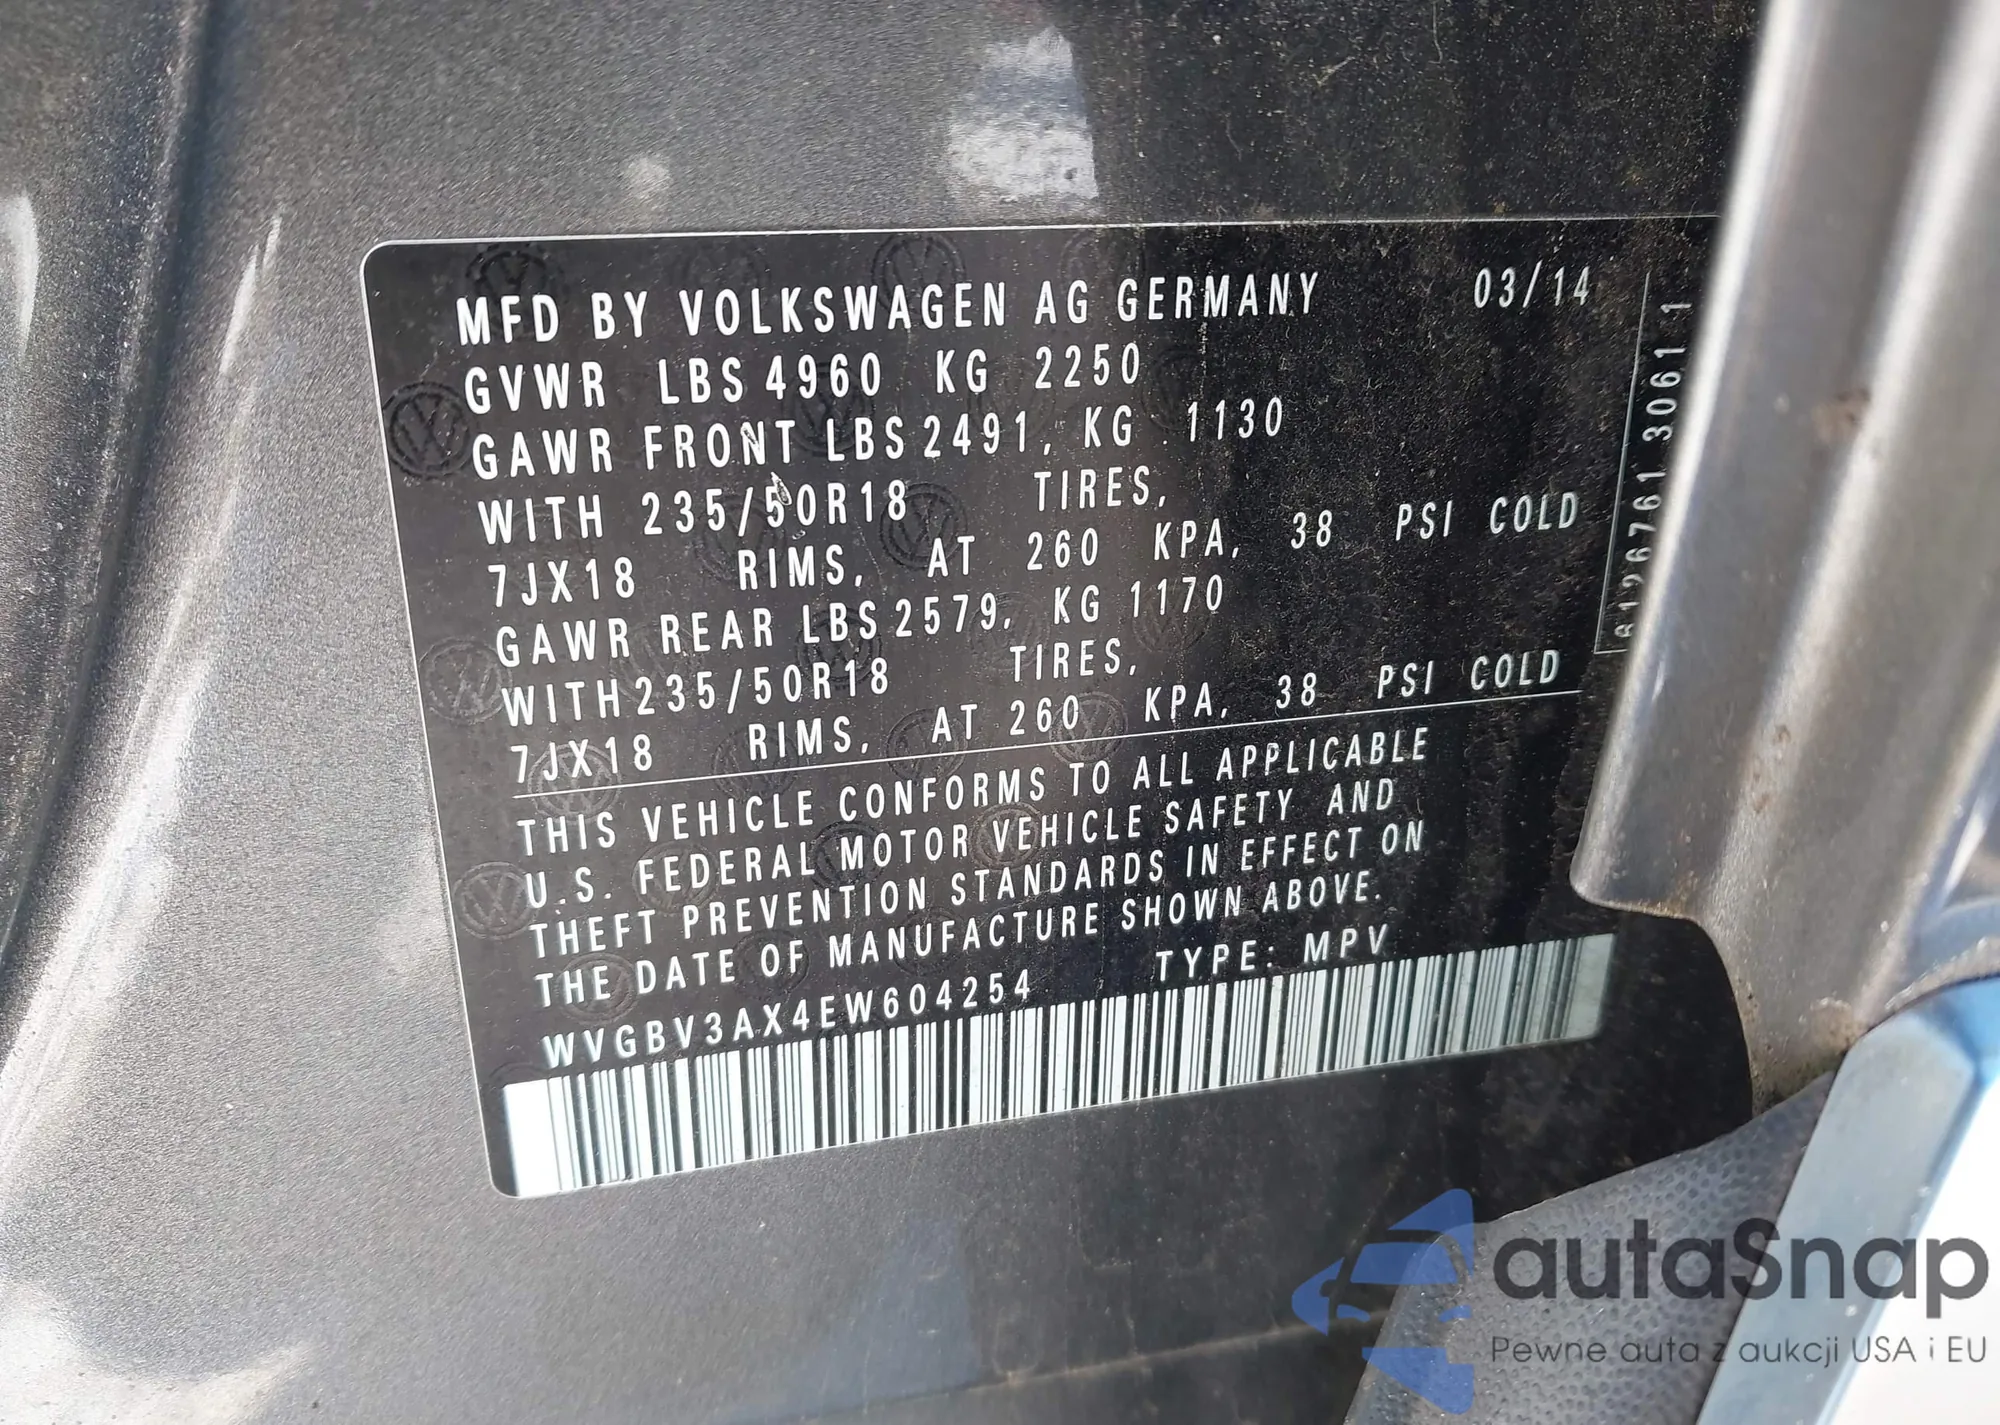 MFD BY VOLKSWAGEN AG GERMANY 03/14
GVWR LBS 4960 KG 2250
GAWR FRONT LBS 2491, KG 1130
WITH 235/50R18 TIRES,
7JX18 RIMS, AT 260 KPA, 38 PSI COLD
GAWR REAR LBS 2579, KG 1170
WITH 235/50R18 TIRES,
7JX18 RIMS, AT 260 KPA, 38 PSI COLD
THIS VEHICLE CONFORMS TO ALL APPLICABLE
U.S. FEDERAL MOTOR VEHICLE SAFETY AND
THEFT PREVENTION STANDARDS IN EFFECT ON
THE DATE OF MANUFACTURE SHOWN ABOVE.
WVGBV3AX4EW604254 TYPE: MPV
autaSnap
Pewne auta z aukcji USA i EU